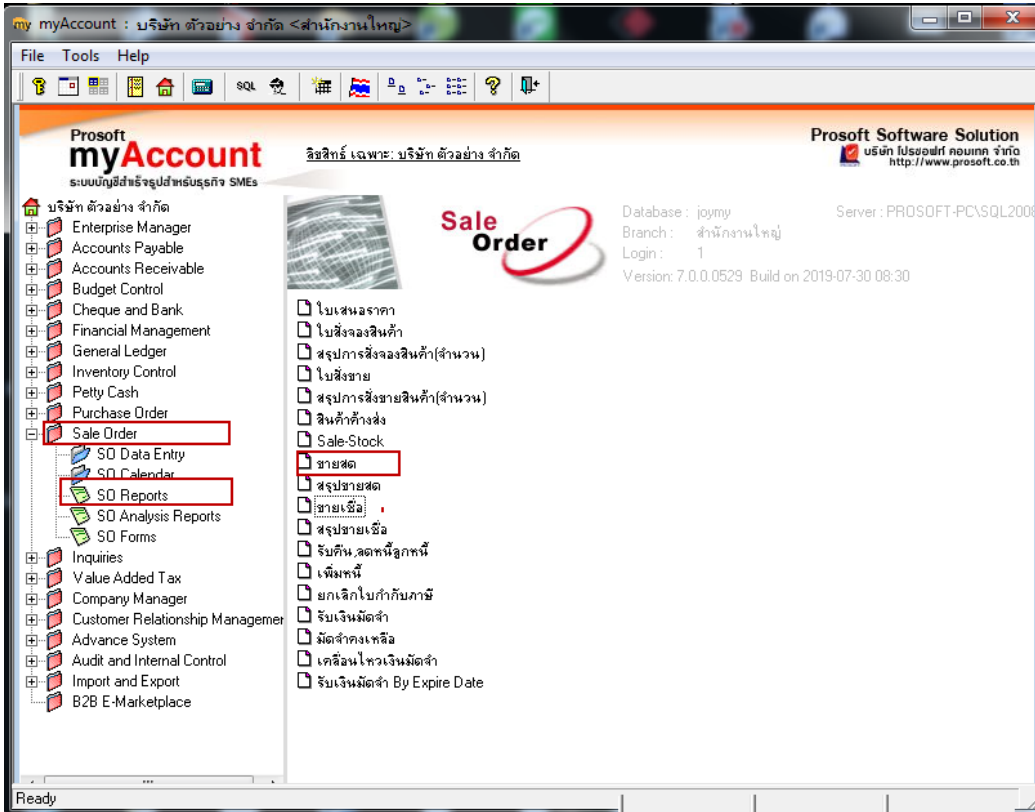 myAccount : บริษัท ตัวอย่าง จำกัด <สำนักงานใหญ่>
File Tools Help
SQL
Prosoft
myAccount
ระบบบัญชีสำเร็จรูปสำหรับธุรกิจ SMEs
ลิขสิทธิ์ เฉพาะ: บริษัท ตัวอย่าง จำกัด
Prosoft Software Solution
บริษัท โปรซอฟท์ คอมเทค จำกัด
http://www.prosoft.co.th
บริษัท ตัวอย่าง จำกัด
Enterprise Manager
Accounts Payable
Accounts Receivable
Budget Control
Cheque and Bank
Financial Management
General Ledger
Inventory Control
Petty Cash
Purchase Order
Sale Order
SO Data Entry
SO Calendar
SO Reports
SO Analysis Reports
SO Forms
Inquiries
Value Added Tax
Company Manager
Customer Relationship Managemen
Advance System
Audit and Internal Control
Import and Export
B2B E-Marketplace
Sale
Order
Database : joymy Server : PROSOFT-PC\SQL2008
Branch : สำนักงานใหญ่
Login : 1
Version: 7.0.0.0529 Build on 2019-07-30 08:30
ใบเสนอราคา
ใบสั่งจองสินค้า
สรุปการสั่งจองสินค้า(จำนวน)
ใบสั่งขาย
สรุปการสั่งขายสินค้า(จำนวน)
สินค้าค้างส่ง
Sale-Stock
ขายสด
สรุปขายสด
ขายเชื่อ
สรุปขายเชื่อ
รับคืน,ลดหนี้ลูกหนี้
เพิ่มหนี้
ยกเลิกใบกำกับภาษี
รับเงินมัดจำ
มัดจำคงเหลือ
เคลื่อนไหวเงินมัดจำ
รับเงินมัดจำ By Expire Date
Ready